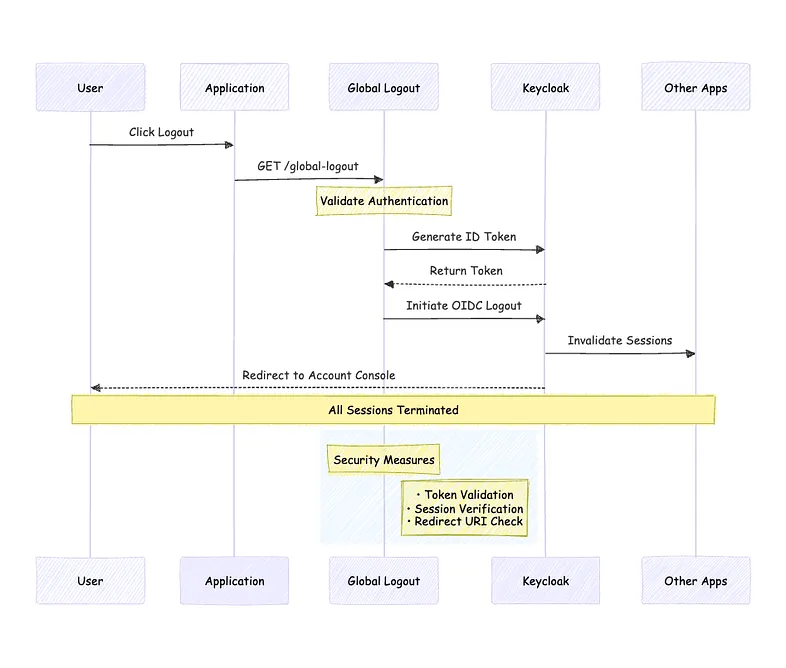 User
Application
Global Logout
Keycloak
Other Apps
Click Logout
GET /global-logout
Validate Authentication
Generate ID Token
Return Token
Initiate OIDC Logout
Invalidate Sessions
Redirect to Account Console
All Sessions Terminated
Security Measures
• Token Validation
• Session Verification
• Redirect URI Check
User
Application
Global Logout
Keycloak
Other Apps